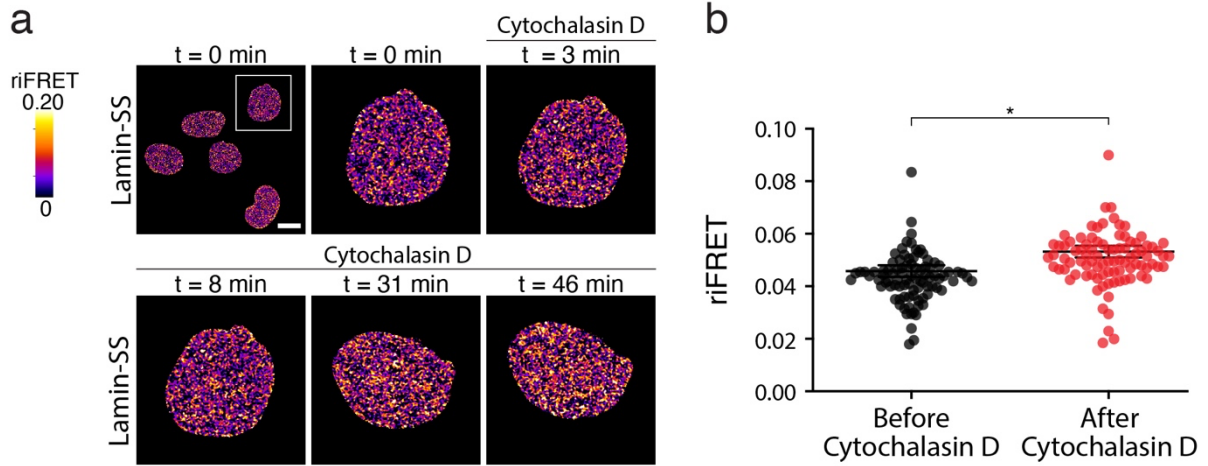 a
riFRET
0.20
0
Cytochalasin D
t = 0 min
t = 0 min
t = 3 min
Lamin-SS
Cytochalasin D
t = 8 min
t = 31 min
t = 46 min
Lamin-SS
b
*
riFRET
0.10
0.08
0.06
0.04
0.02
0.00
Before
Cytochalasin D
After
Cytochalasin D